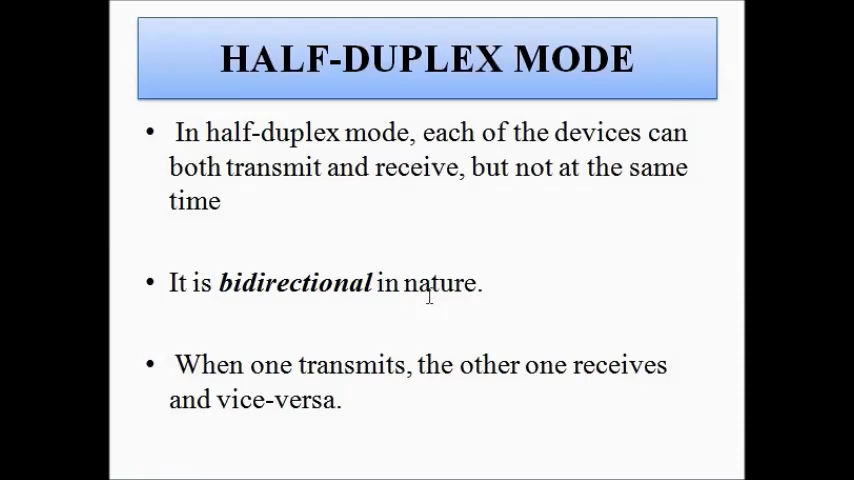 HALF-DUPLEX MODE
• In half-duplex mode, each of the devices can
both transmit and receive, but not at the same
time
• It is bidirectional in nature.
• When one transmits, the other one receives
and vice-versa.